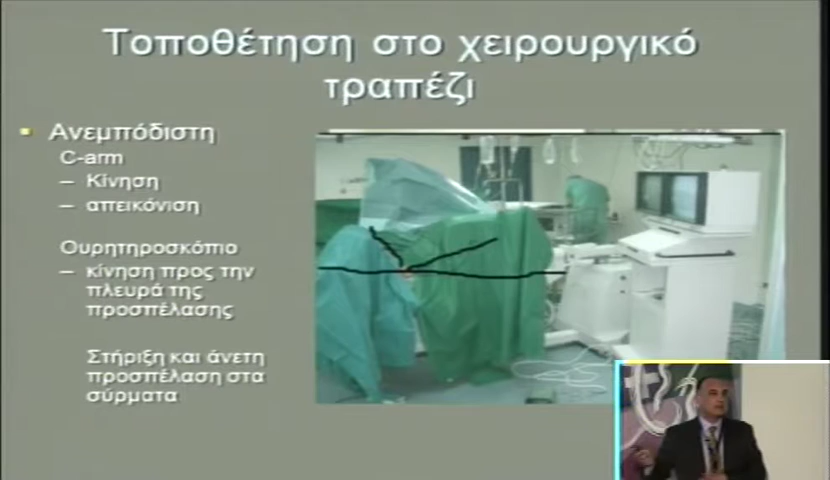 Τοποθέτηση στο χειρουργικό
τραπέζι
Ανεμπόδιστη
C-arm
– Κίνηση
– απεικόνιση
Ουρητηροσκόπιο
– κίνηση προς την
πλευρά της
προσπέλασης
Στήριξη και άνετη
προσπέλαση στα
σύρματα